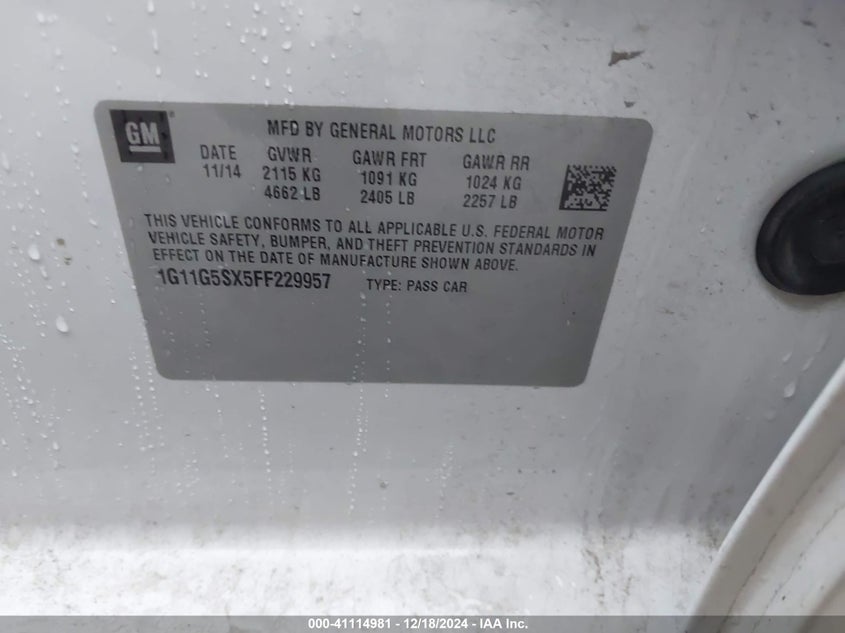 GM
MFD BY GENERAL MOTORS LLC
DATE GVWR GAWR FRT GAWR RR
11/14 2115 KG 1091 KG 1024 KG
4662 LB 2405 LB 2257 LB
THIS VEHICLE CONFORMS TO ALL APPLICABLE U.S. FEDERAL MOTOR
VEHICLE SAFETY, BUMPER, AND THEFT PREVENTION STANDARDS IN
EFFECT ON THE DATE OF MANUFACTURE SHOWN ABOVE.
1G11G5SX5FF229957 TYPE: PASS CAR
000-41114981 - 12/18/2024 - IAA Inc.